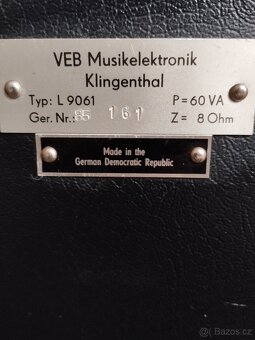 VEB Musikelektronik
Klingenthal
Typ: L 9061 P = 60 VA
Ger. Nr.: 85 161 Z = 8 Ohm
Made in the
German Democratic Republic
Bazos.cz